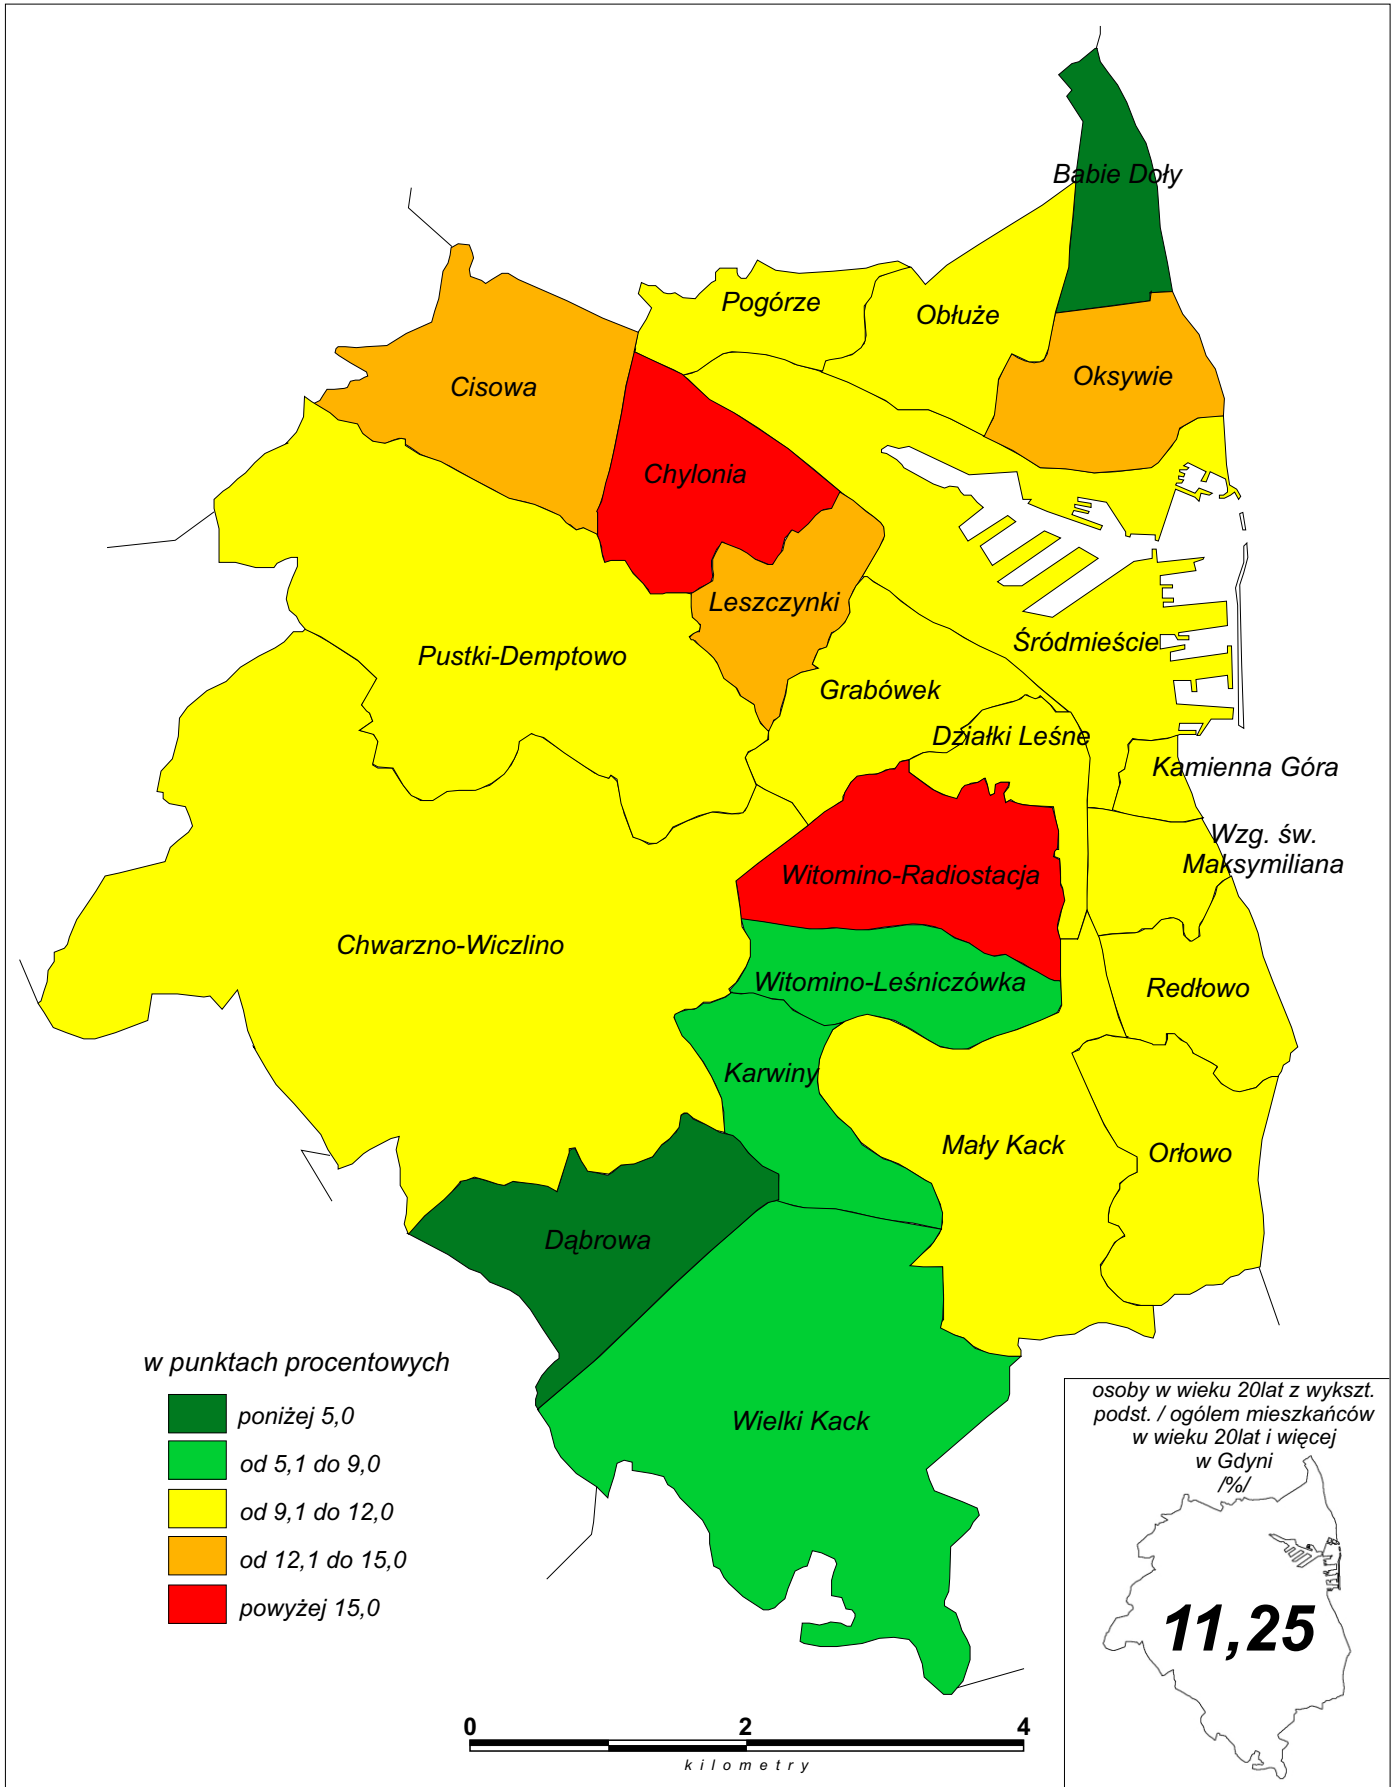 Babie Doły
Pogórze
Obłuże
Oksywie
Cisowa
Chylonia
Leszczynki
Śródmieście
Pustki-Demptowo
Grabówek
Działki Leśne
Kamienna Góra
Wzg. św.
Maksymiliana
Witomino-Radiostacja
Chwarzno-Wiczlino
Witomino-Leśniczówka
Redłowo
Karwiny
Mały Kack
Orłowo
Dąbrowa
Wielki Kack
w punktach procentowych
poniżej 5,0
od 5,1 do 9,0
od 9,1 do 12,0
od 12,1 do 15,0
powyżej 15,0
osoby w wieku 20lat z wykszt.
podst. / ogółem mieszkańców
w wieku 20lat i więcej
w Gdyni
/%/
11,25
0 2 4
kilometry